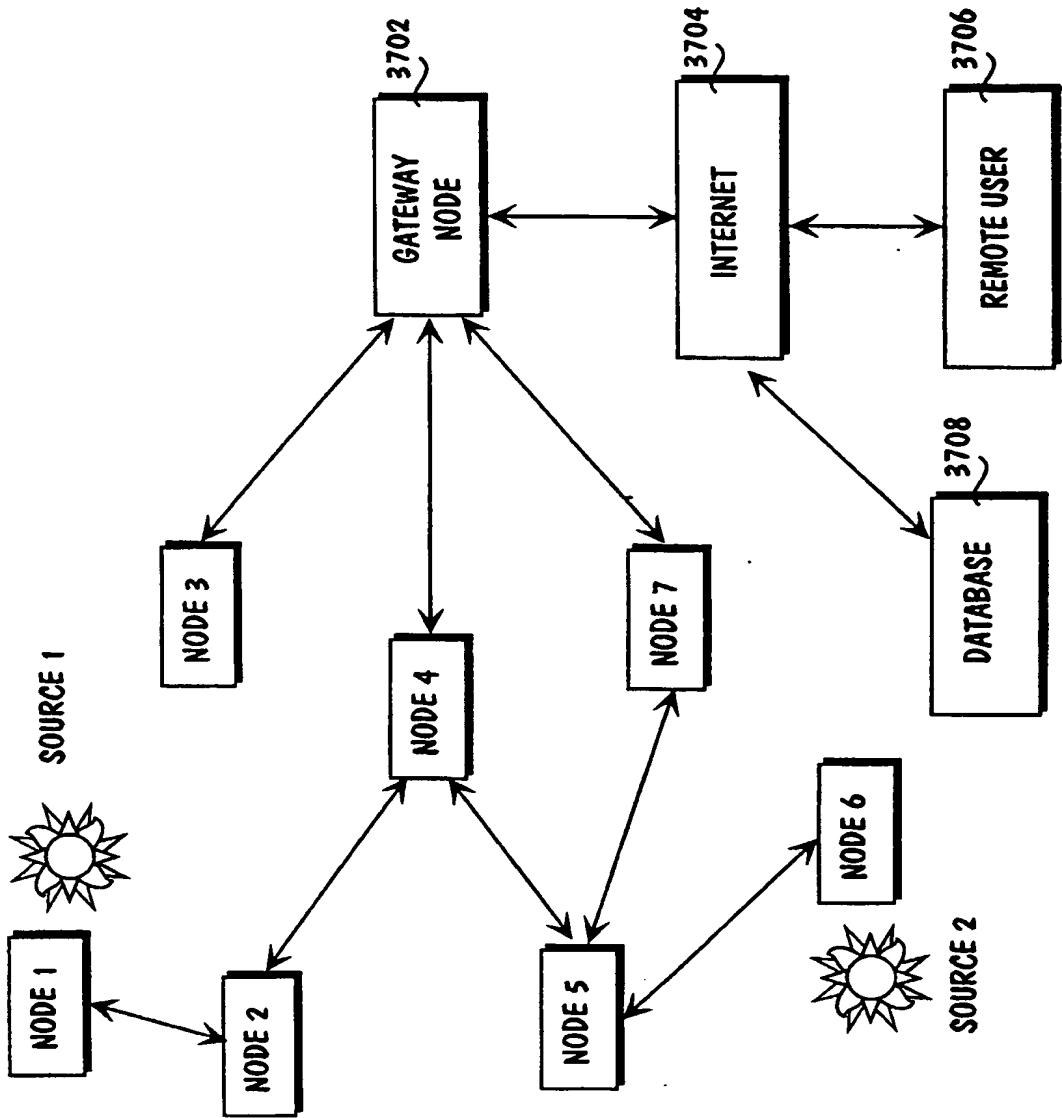 NODE 1
SOURCE 1
NODE 2
NODE 3
NODE 4
GATEWAY
NODE
3702
NODE 5
NODE 7
INTERNET
3704
SOURCE 2
NODE 6
DATABASE
3708
REMOTE USER
3706